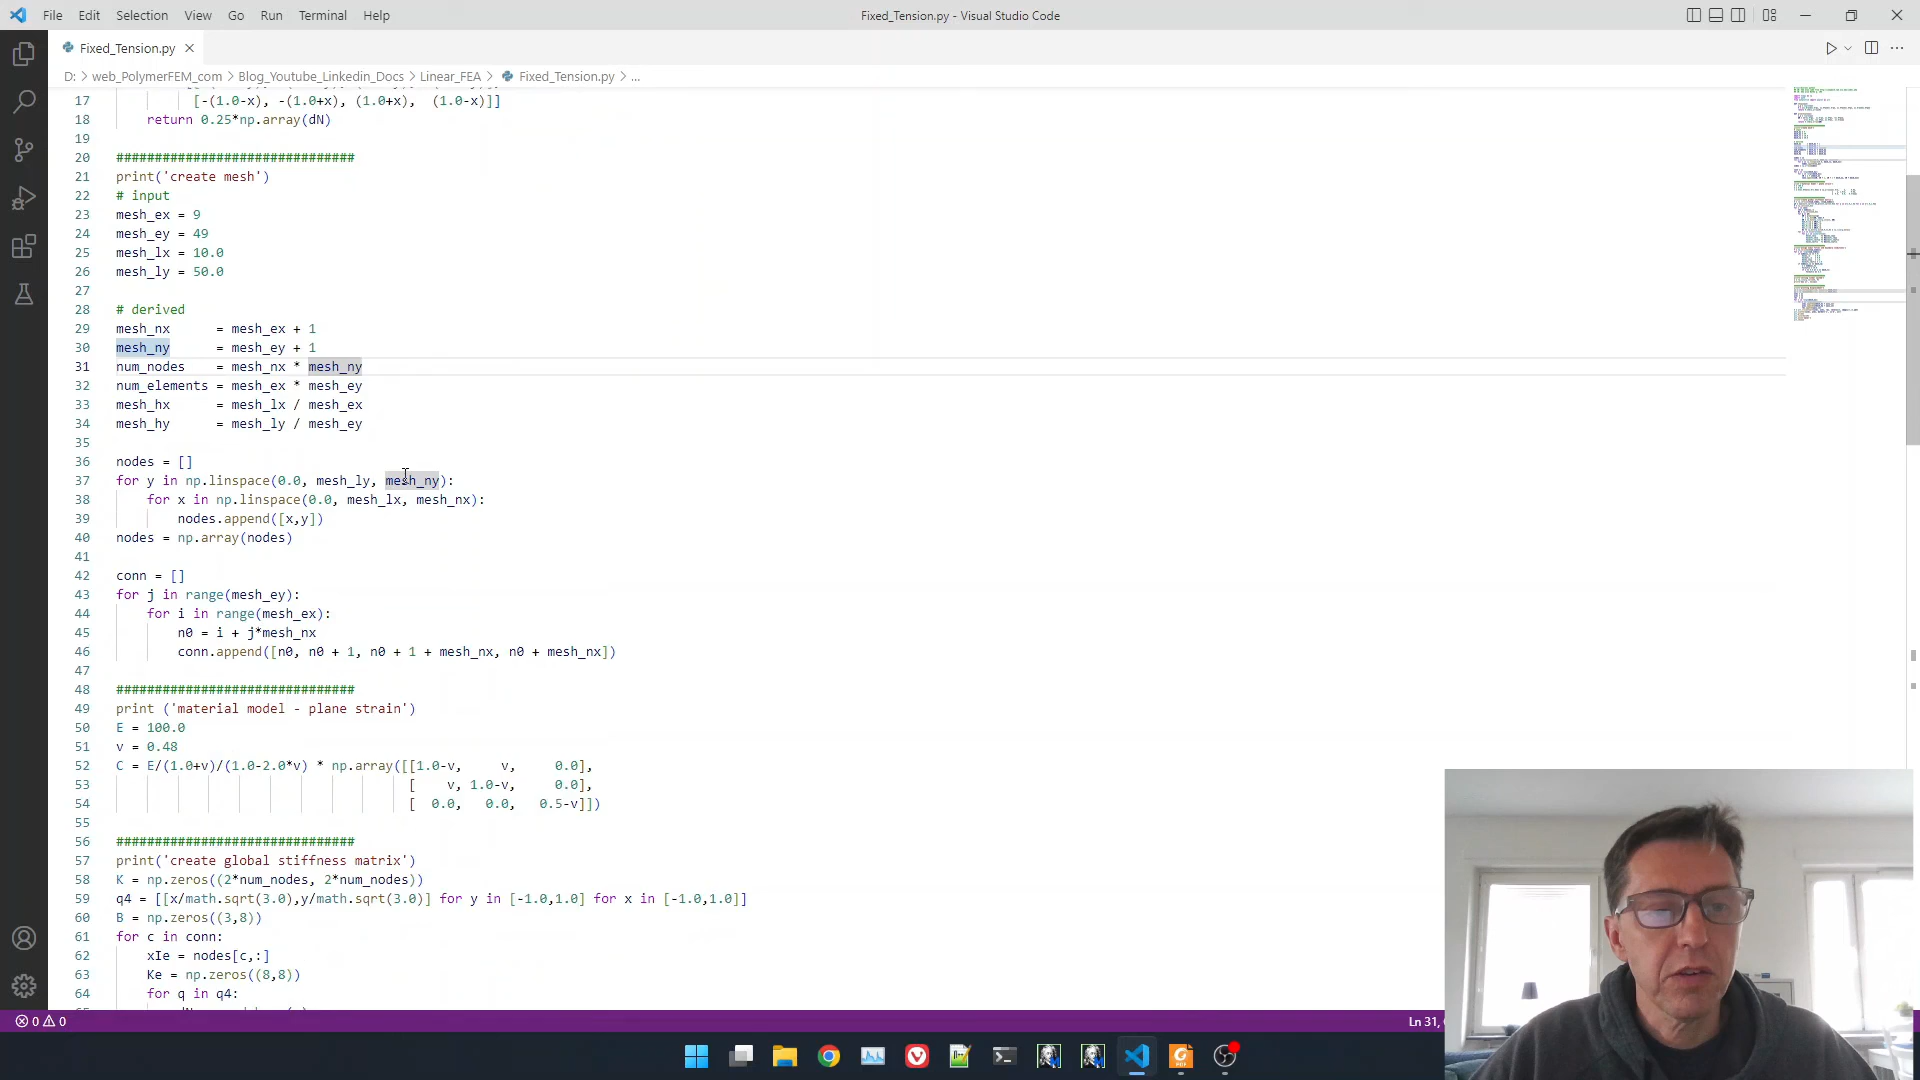 File Edit Selection View Go Run Terminal Help
Fixed_Tension.py - Visual Studio Code
Fixed_Tension.py
D: > web_PolymerFEM_com > Blog_Youtube_Linkedin_Docs > Linear_FEA > Fixed_Tension.py > ...
17 [-(1.0-x), -(1.0+x), (1.0+x), (1.0-x)]]
18 return 0.25*np.array(dN)
19
20 ###############################
21 print('create mesh')
22 # input
23 mesh_ex = 9
24 mesh_ey = 49
25 mesh_lx = 10.0
26 mesh_ly = 50.0
27
28 # derived
29 mesh_nx = mesh_ex + 1
30 mesh_ny = mesh_ey + 1
31 num_nodes = mesh_nx * mesh_ny
32 num_elements = mesh_ex * mesh_ey
33 mesh_hx = mesh_lx / mesh_ex
34 mesh_hy = mesh_ly / mesh_ey
35
36 nodes = []
37 for y in np.linspace(0.0, mesh_ly, mesh_ny):
38 for x in np.linspace(0.0, mesh_lx, mesh_nx):
39 nodes.append([x,y])
40 nodes = np.array(nodes)
41
42 conn = []
43 for j in range(mesh_ey):
44 for i in range(mesh_ex):
45 n0 = i + j*mesh_nx
46 conn.append([n0, n0 + 1, n0 + 1 + mesh_nx, n0 + mesh_nx])
47
48 ###############################
49 print ('material model - plane strain')
50 E = 100.0
51 v = 0.48
52 C = E/(1.0+v)/(1.0-2.0*v) * np.array([[1.0-v, v, 0.0],
53 [ v, 1.0-v, 0.0],
54 [ 0.0, 0.0, 0.5-v]])
55
56 ###############################
57 print('create global stiffness matrix')
58 K = np.zeros((2*num_nodes, 2*num_nodes))
59 q4 = [[x/math.sqrt(3.0),y/math.sqrt(3.0)] for y in [-1.0,1.0] for x in [-1.0,1.0]]
60 B = np.zeros((3,8))
61 for c in conn:
62 xIe = nodes[c,:]
63 Ke = np.zeros((8,8))
64 for q in q4:
0 0
Ln 31,